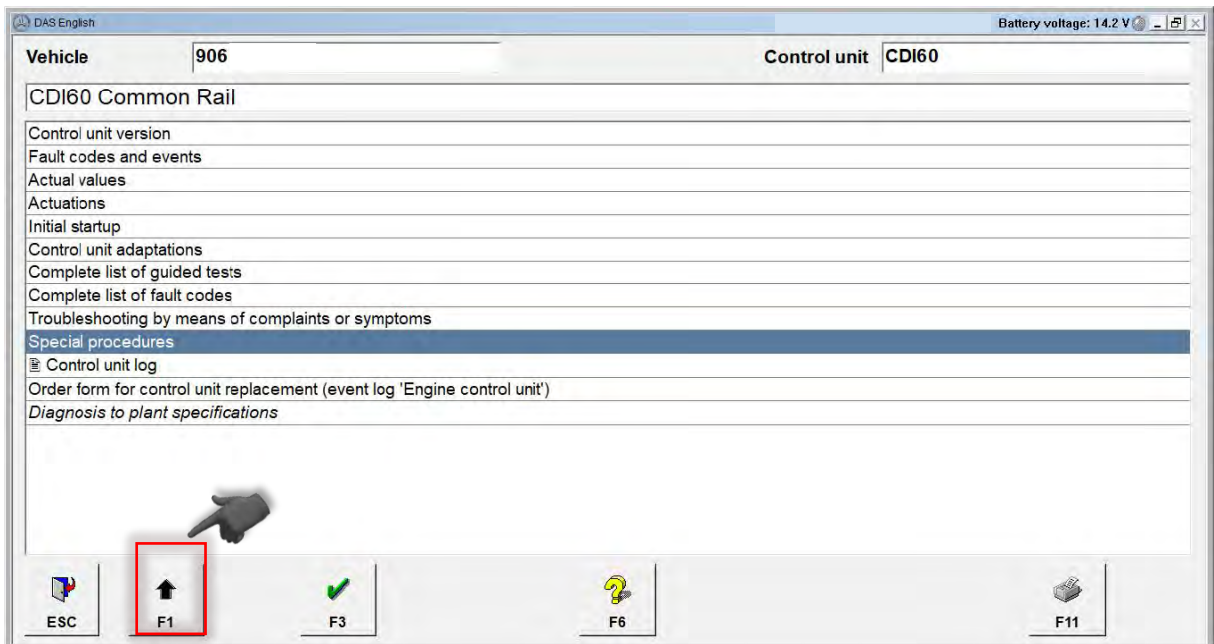 DAS English Battery voltage: 14.2 V
Vehicle 906 Control unit CDI60
CDI60 Common Rail
Control unit version
Fault codes and events
Actual values
Actuations
Initial startup
Control unit adaptations
Complete list of guided tests
Complete list of fault codes
Troubleshooting by means of complaints or symptoms
Special procedures
Control unit log
Order form for control unit replacement (event log 'Engine control unit')
Diagnosis to plant specifications
ESC F1 F3 F6 F11